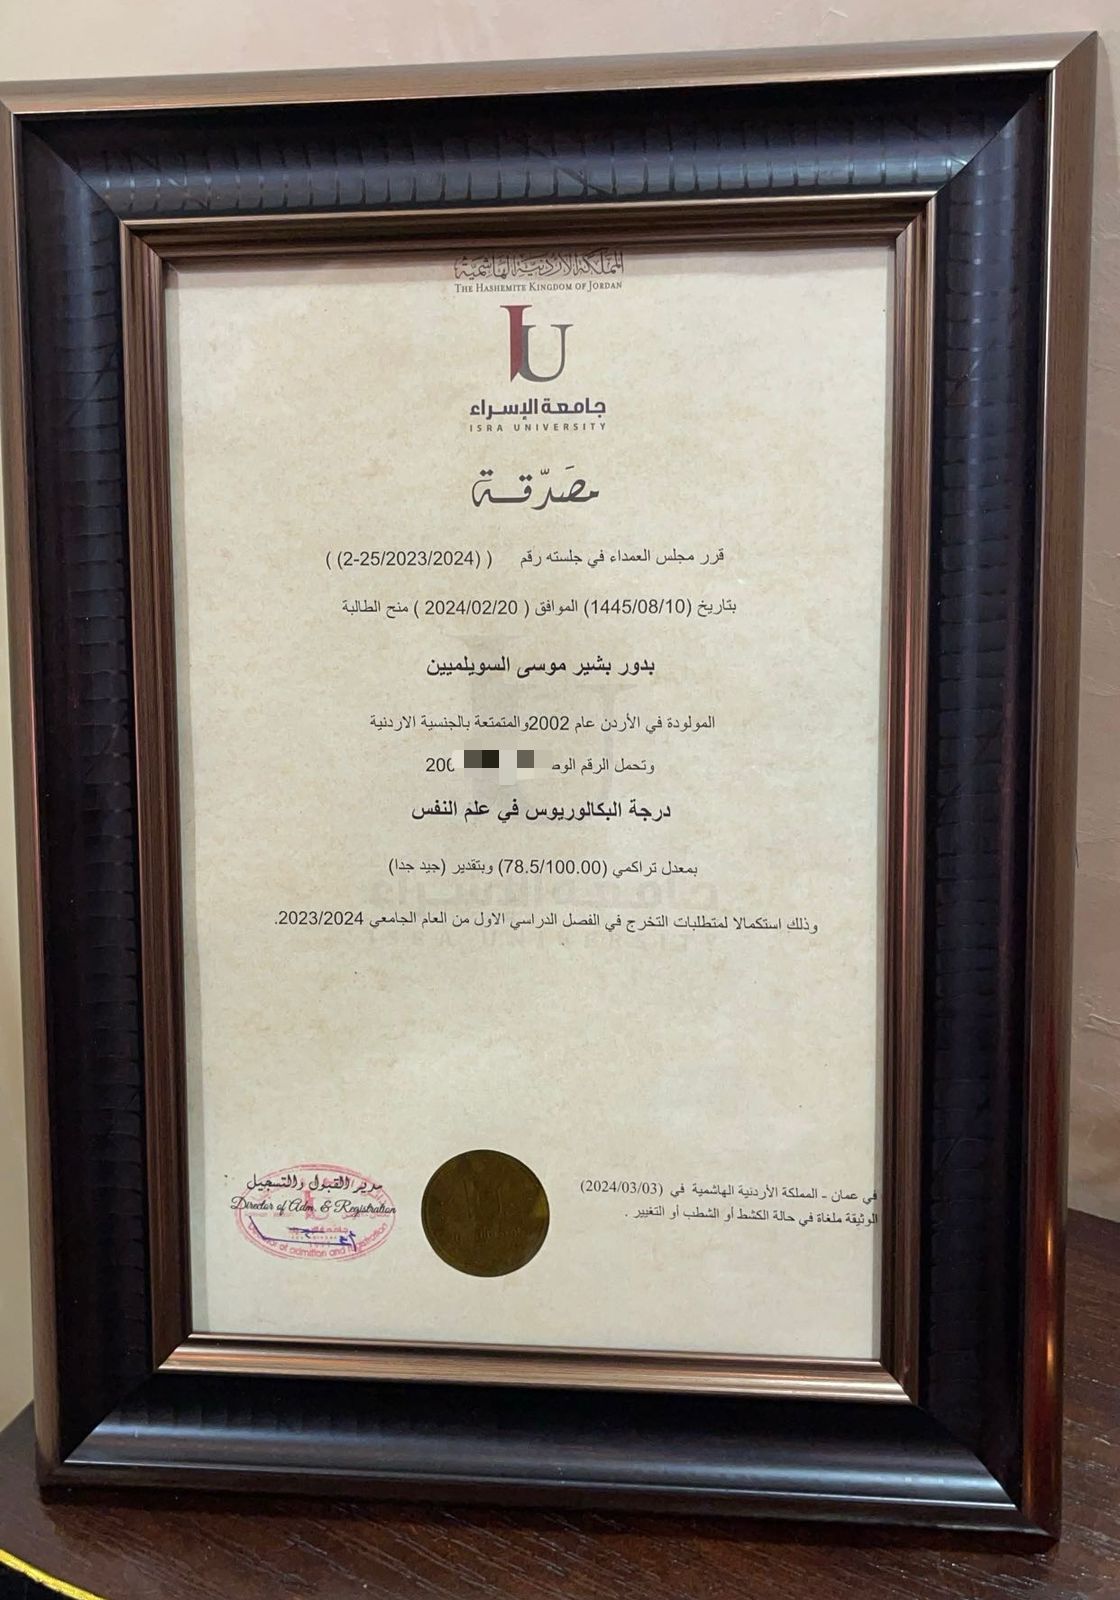 المملكة الأردنية الهاشمية
THE HASHEMITE KINGDOM OF JORDAN
IU
جامعة الإسراء
ISRA UNIVERSITY
مصَدّقة
قرر مجلس العمداء في جلسته رقم ( (2-25/2023/2024) )
بتاريخ (1445/08/10) الموافق ( 2024/02/20 ) منح الطالبة
بدور بشير موسى السويلميين
المولودة في الأردن عام 2002والمتمتعة بالجنسية الاردنية
وتحمل الرقم 200
درجة البكالوريوس في علم النفس
بمعدل تراكمي (78.5/100.00) وبتقدير (جيد جدا)
وذلك استكمالا لمتطلبات التخرج في الفصل الدراسي الاول من العام الجامعي 2023/2024.
في عمان - المملكة الأردنية الهاشمية في (2024/03/03)
الوثيقة ملغاة في حالة الكشط أو الشطب أو التغيير .
مدير القبول والتسجيل
Director of Adm. & Registration